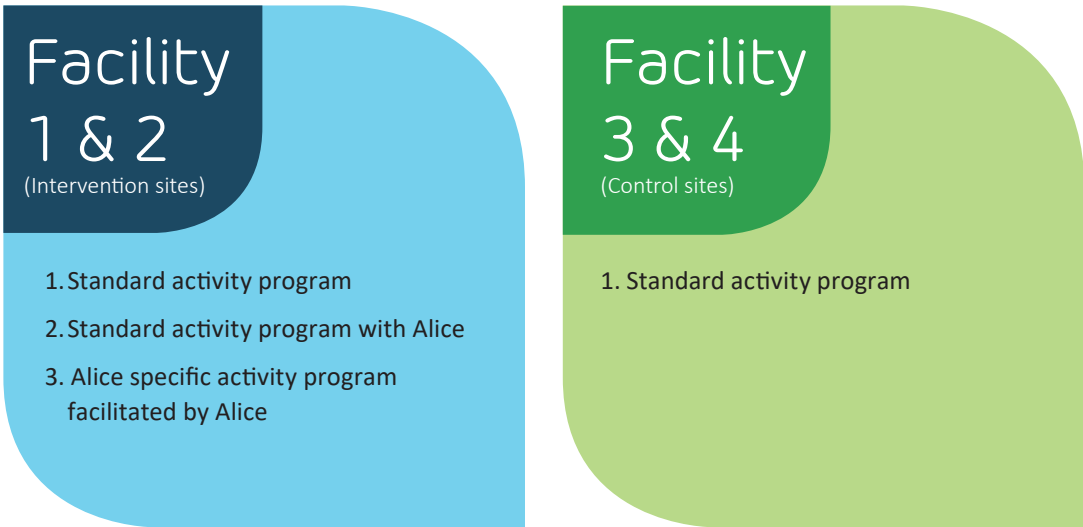 Facility
1 & 2
(Intervention sites)
1. Standard activity program
2. Standard activity program with Alice
3. Alice specific activity program
facilitated by Alice
Facility
3 & 4
(Control sites)
1. Standard activity program